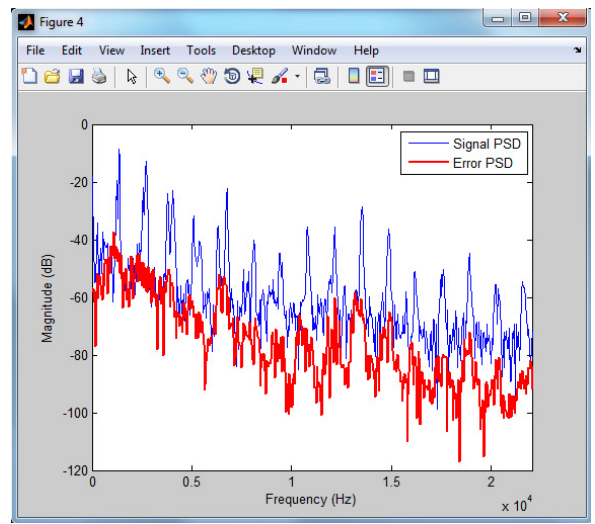 Figure 4
File Edit View Insert Tools Desktop Window Help
Signal PSD
Error PSD
Magnitude (dB)
0
-20
-40
-60
-80
-100
-120
0 0.5 1 1.5 2
Frequency (Hz)
x 10^4